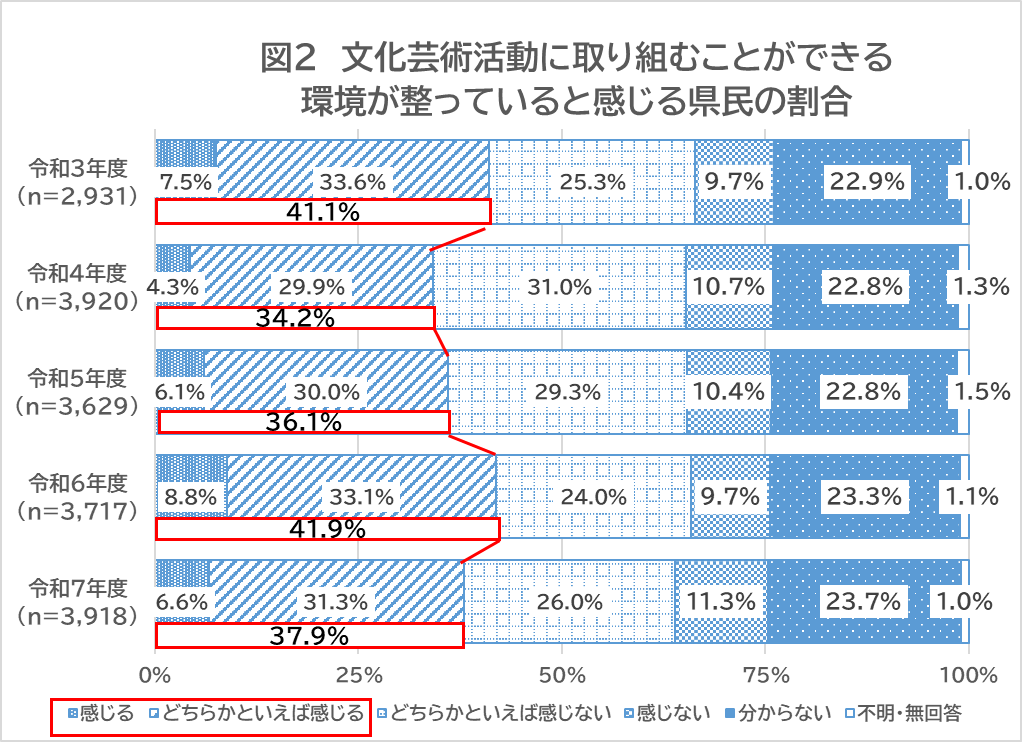 図2　文化芸術活動に取り組むことができる
環境が整っていると感じる県民の割合
令和3年度
（n=2,931）
7.5%
33.6%
25.3%
9.7%
22.9%
1.0%
41.1%
令和4年度
（n=3,920）
4.3%
29.9%
31.0%
10.7%
22.8%
1.3%
34.2%
令和5年度
（n=3,629）
6.1%
30.0%
29.3%
10.4%
22.8%
1.5%
36.1%
令和6年度
（n=3,717）
8.8%
33.1%
24.0%
9.7%
23.3%
1.1%
41.9%
令和7年度
（n=3,918）
6.6%
31.3%
26.0%
11.3%
23.7%
1.0%
37.9%
0% 25% 50% 75% 100%
感じる どちらかといえば感じる どちらかといえば感じない 感じない 分からない 不明・無回答